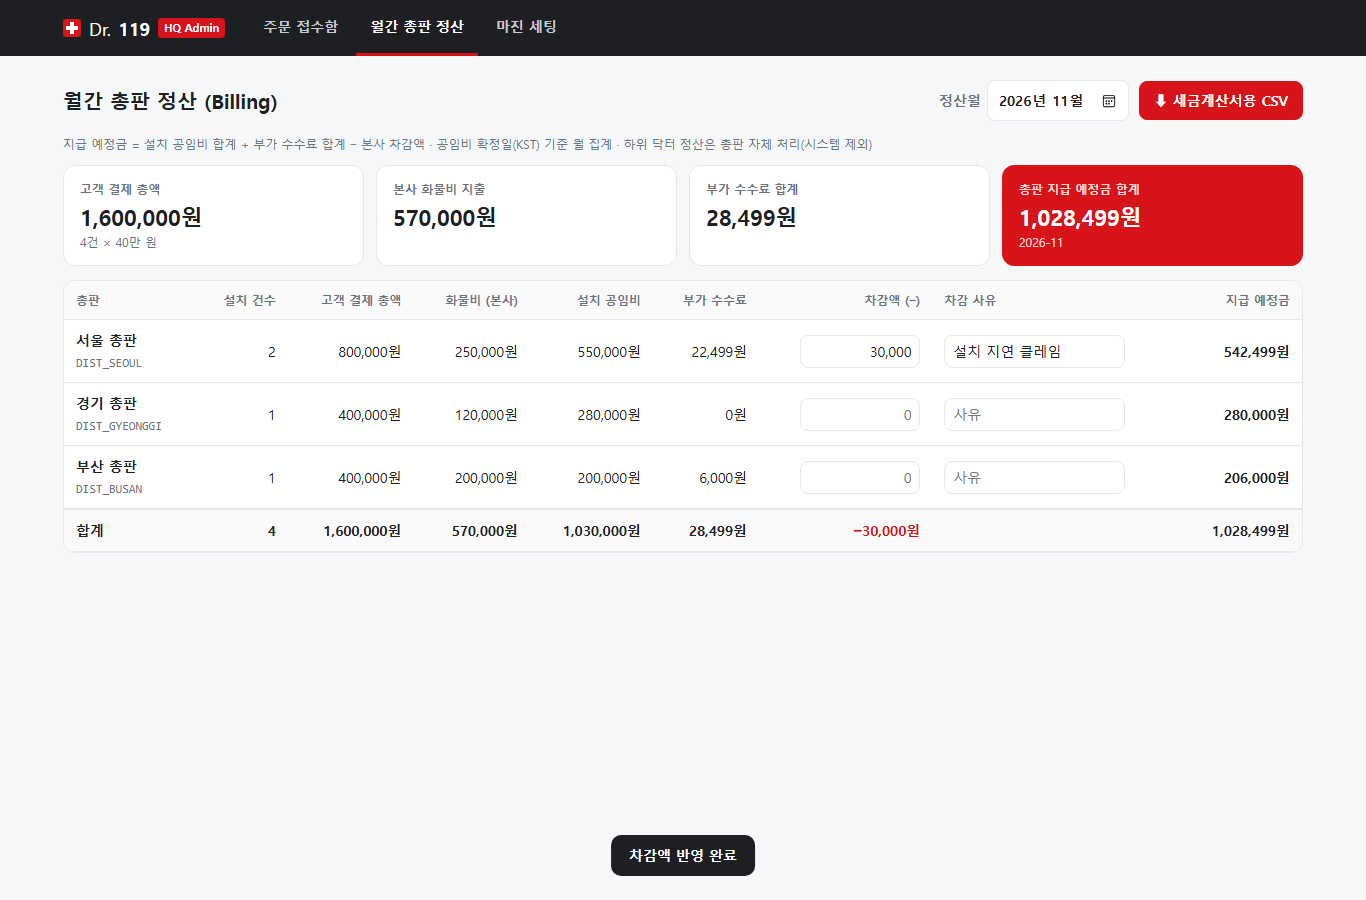 Dr. 119 HQ Admin 주문 접수함 월간 총판 정산 마진 세팅
월간 총판 정산 (Billing) 정산월 2026년 11월 ⬇ 세금계산서용 CSV
지급 예정금 = 설치 공임비 합계 + 부가 수수료 합계 − 본사 차감액 · 공임비 확정일(KST) 기준 월 집계 · 하위 닥터 정산은 총판 자체 처리(시스템 제외)
고객 결제 총액
1,600,000원
4건 × 40만 원
본사 화물비 지출
570,000원
부가 수수료 합계
28,499원
총판 지급 예정금 합계
1,028,499원
2026-11
총판 설치 건수 고객 결제 총액 화물비 (본사) 설치 공임비 부가 수수료 차감액 (−) 차감 사유 지급 예정금
서울 총판
DIST_SEOUL
2 800,000원 250,000원 550,000원 22,499원 30,000 설치 지연 클레임 542,499원
경기 총판
DIST_GYEONGGI
1 400,000원 120,000원 280,000원 0원 0 사유 280,000원
부산 총판
DIST_BUSAN
1 400,000원 200,000원 200,000원 6,000원 0 사유 206,000원
합계 4 1,600,000원 570,000원 1,030,000원 28,499원 −30,000원 1,028,499원
차감액 반영 완료